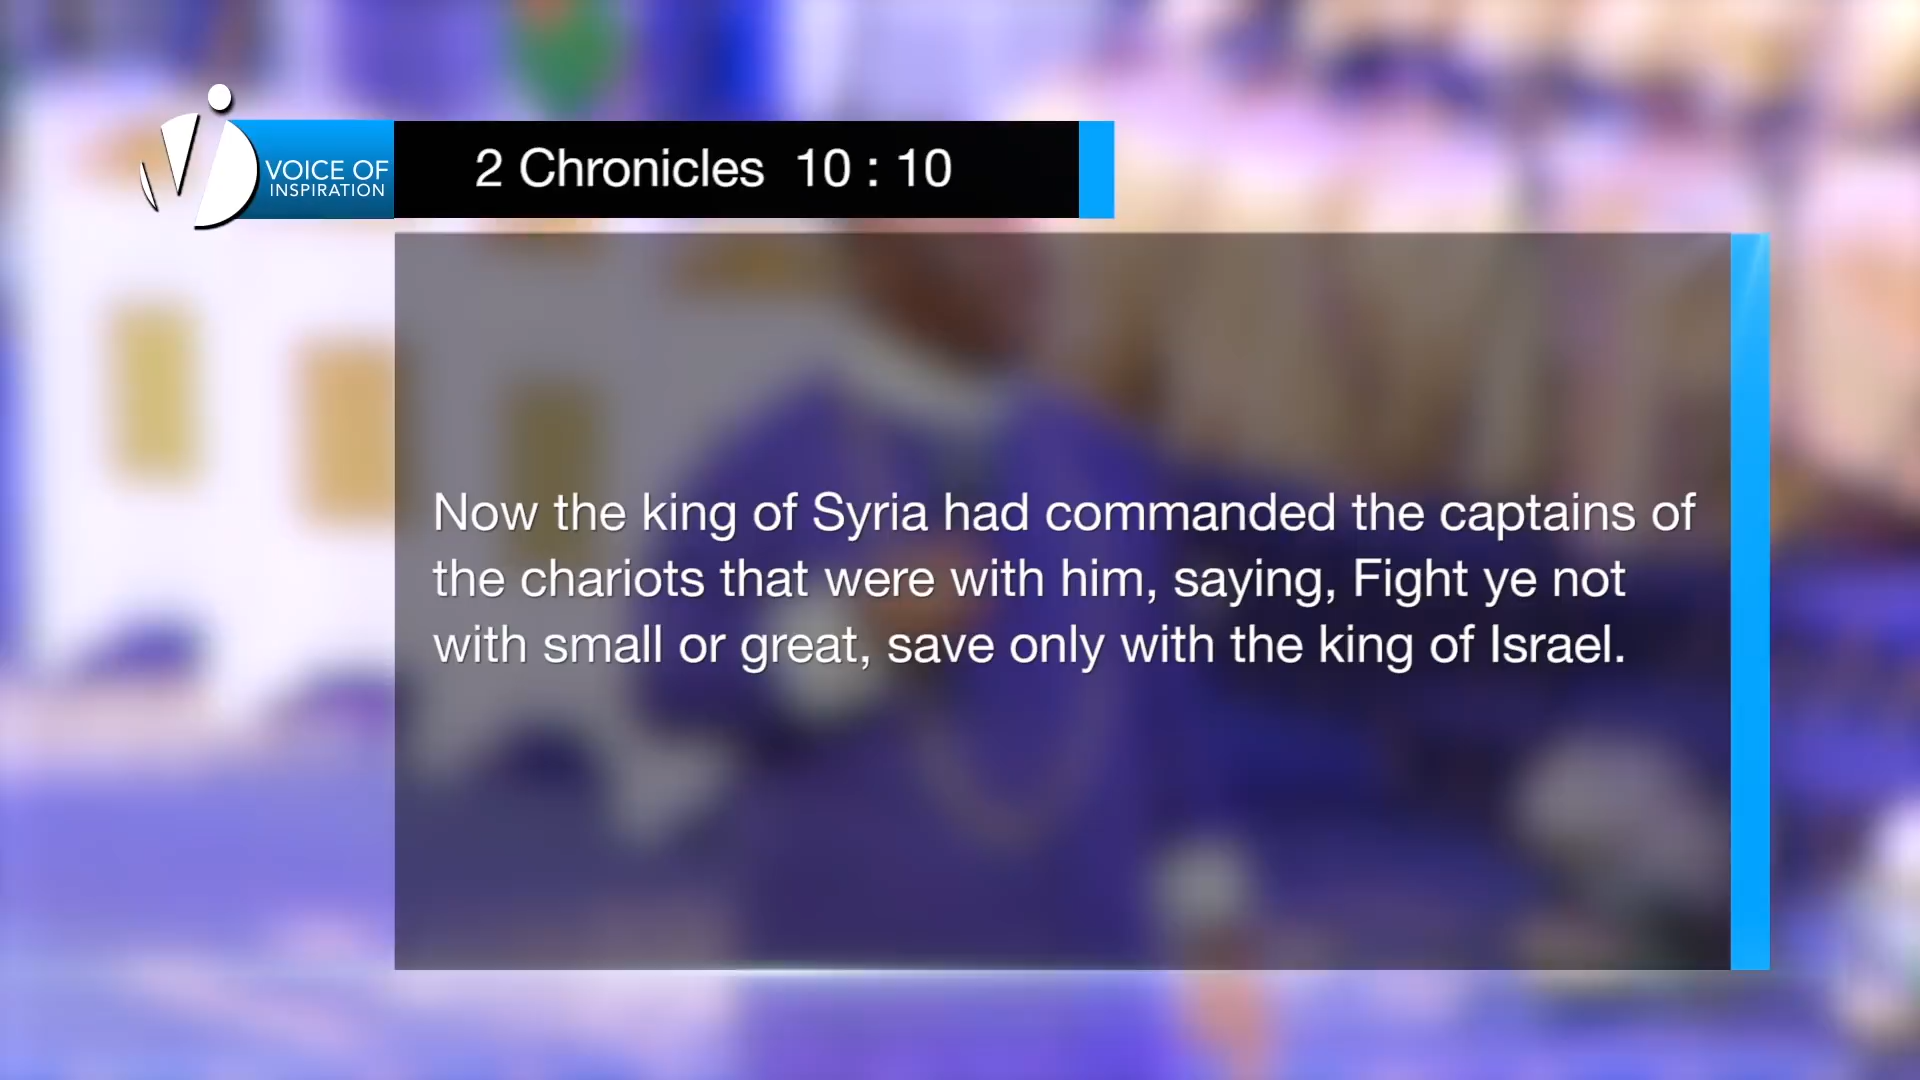 VOICE OF
INSPIRATION
2 Chronicles 10 : 10
Now the king of Syria had commanded the captains of
the chariots that were with him, saying, Fight ye not
with small or great, save only with the king of Israel.